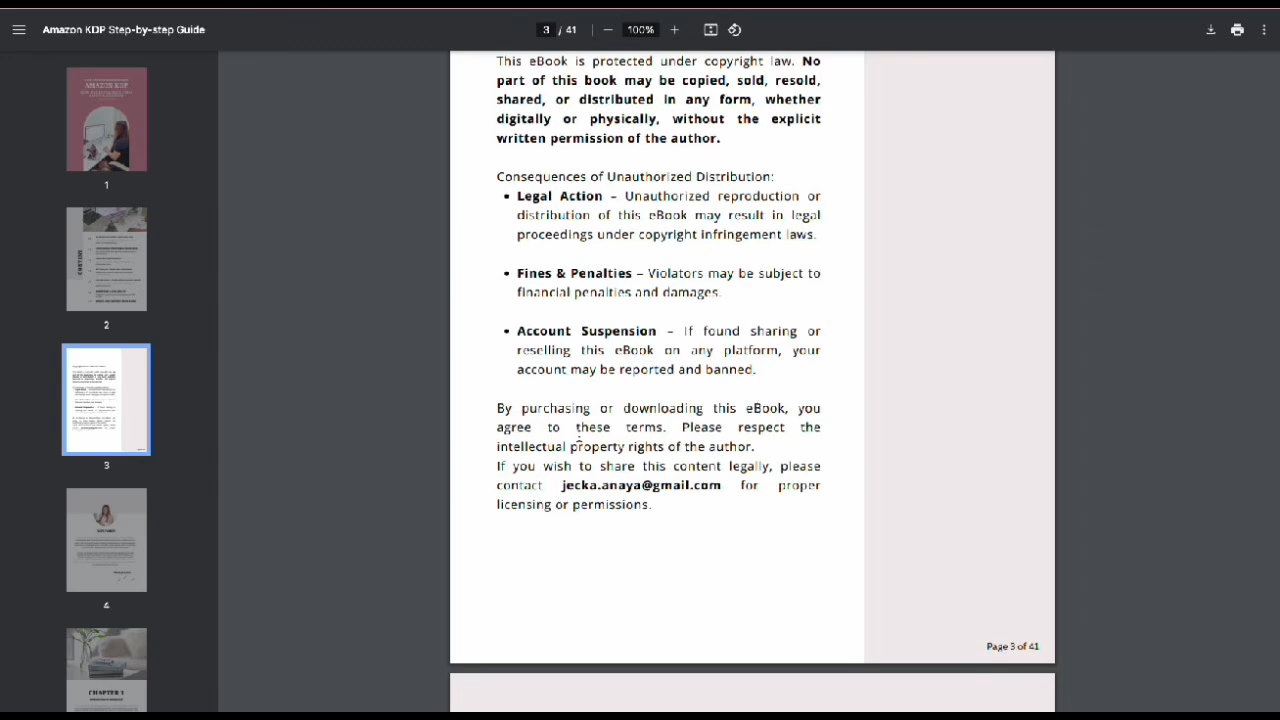 Amazon KDP Step-by-step Guide
3 / 41
100%
AMAZON KDP
1
CONTENT
2
3
4
CHAPTER 1
This eBook is protected under copyright law. No
part of this book may be copied, sold, resold,
shared, or distributed in any form, whether
digitally or physically, without the explicit
written permission of the author.
Consequences of Unauthorized Distribution:
• Legal Action – Unauthorized reproduction or
distribution of this eBook may result in legal
proceedings under copyright infringement laws.
• Fines & Penalties – Violators may be subject to
financial penalties and damages.
• Account Suspension – If found sharing or
reselling this eBook on any platform, your
account may be reported and banned.
By purchasing or downloading this eBook, you
agree to these terms. Please respect the
intellectual property rights of the author.
If you wish to share this content legally, please
contact jecka.anaya@gmail.com for proper
licensing or permissions.
Page 3 of 41